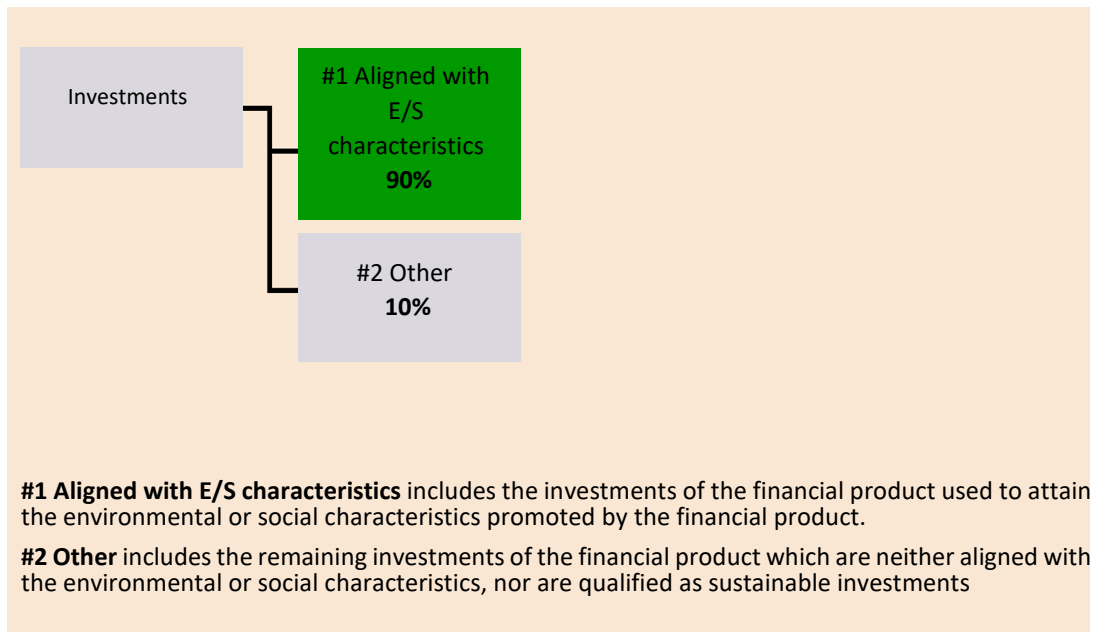 Investments
#1 Aligned with
E/S
characteristics
90%
#2 Other
10%
#1 Aligned with E/S characteristics includes the investments of the financial product used to attain
the environmental or social characteristics promoted by the financial product.
#2 Other includes the remaining investments of the financial product which are neither aligned with
the environmental or social characteristics, nor are qualified as sustainable investments